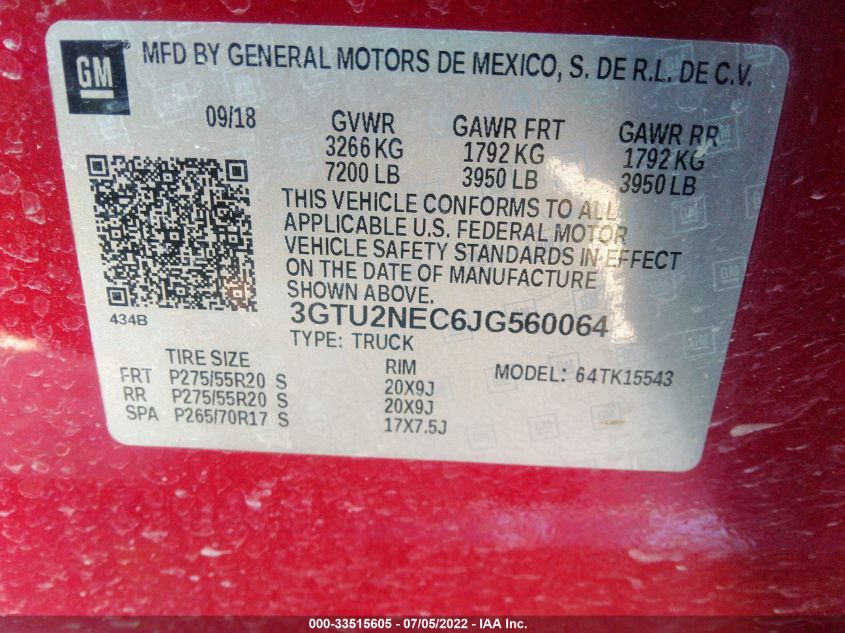 GM
MFD BY GENERAL MOTORS DE MEXICO, S. DE R.L. DE C.V.
09/18
GVWR GAWR FRT GAWR RR
3266 KG 1792 KG 1792 KG
7200 LB 3950 LB 3950 LB
THIS VEHICLE CONFORMS TO ALL
APPLICABLE U.S. FEDERAL MOTOR
VEHICLE SAFETY STANDARDS IN EFFECT
ON THE DATE OF MANUFACTURE
SHOWN ABOVE.
434B
3GTU2NEC6JG560064
TYPE: TRUCK
TIRE SIZE RIM MODEL: 64TK15543
FRT P275/55R20 S 20X9J
RR P275/55R20 S 20X9J
SPA P265/70R17 S 17X7.5J
000-33515605 - 07/05/2022 - IAA Inc.